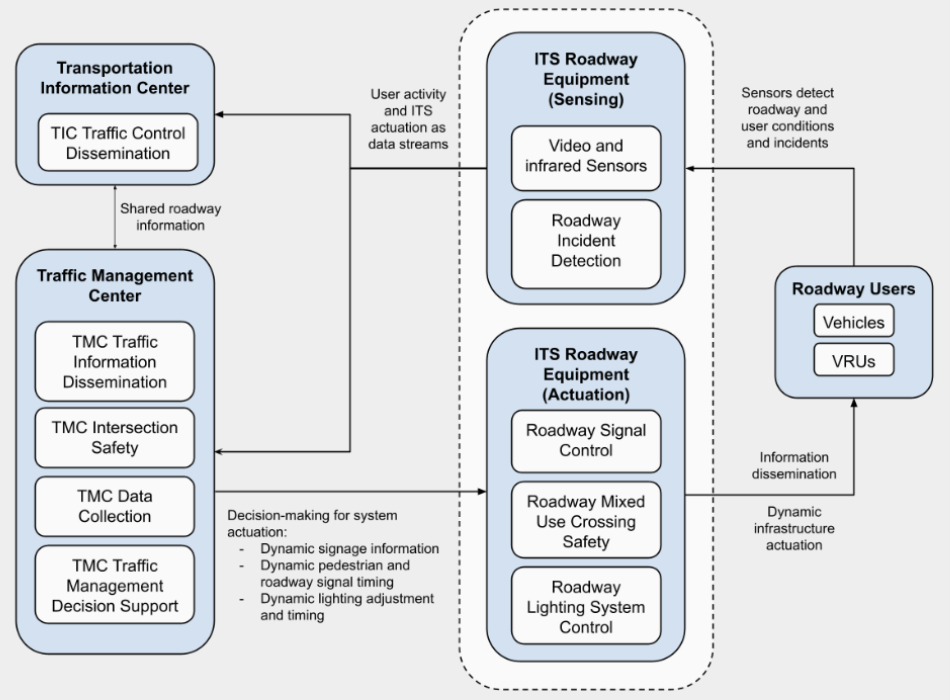 Transportation
Information Center
TIC Traffic Control
Dissemination
Shared roadway
information
Traffic Management
Center
TMC Traffic
Information
Dissemination
TMC Intersection
Safety
TMC Data
Collection
TMC Traffic
Management
Decision Support
User activity
and ITS
actuation as
data streams
Decision-making for system
actuation:
- Dynamic signage information
- Dynamic pedestrian and
roadway signal timing
- Dynamic lighting adjustment
and timing
ITS Roadway
Equipment
(Sensing)
Video and
infrared Sensors
Roadway
Incident
Detection
ITS Roadway
Equipment
(Actuation)
Roadway Signal
Control
Roadway Mixed
Use Crossing
Safety
Roadway
Lighting System
Control
Sensors detect
roadway and
user conditions
and incidents
Roadway Users
Vehicles
VRUs
Information
dissemination
Dynamic
infrastructure
actuation